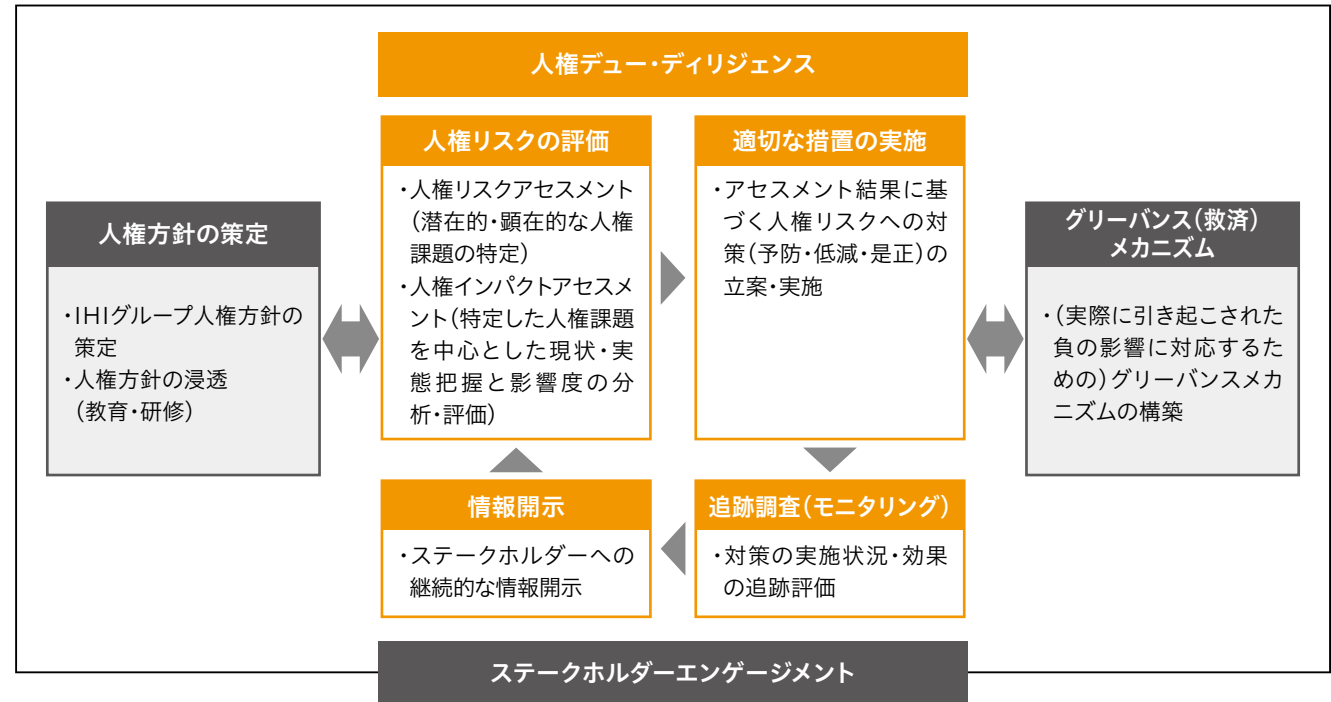 人権デュー・ディリジェンス
人権方針の策定
・IHIグループ人権方針の
策定
・人権方針の浸透
（教育・研修）
人権リスクの評価
・人権リスクアセスメント
（潜在的・顕在的な人権
課題の特定）
・人権インパクトアセスメ
ント（特定した人権課題
を中心とした現状・実
態把握と影響度の分
析・評価）
適切な措置の実施
・アセスメント結果に基
づく人権リスクへの対
策（予防・低減・是正）の
立案・実施
グリーバンス（救済）
メカニズム
・（実際に引き起こされた
負の影響に対応するた
めの）グリーバンスメカ
ニズムの構築
情報開示
・ステークホルダーへの
継続的な情報開示
追跡調査（モニタリング）
・対策の実施状況・効果
の追跡評価
ステークホルダーエンゲージメント